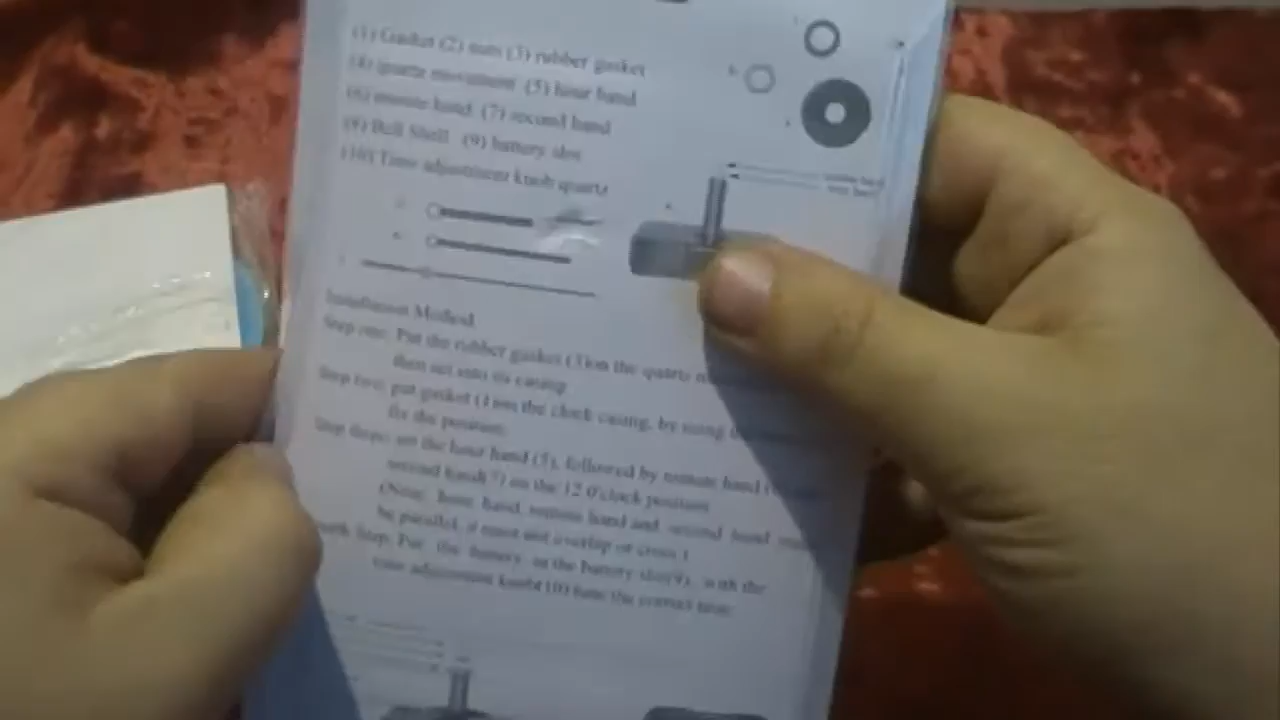 (1) Gasket (2) nuts (3) rubber gasket
(4) quartz movement (5) hour hand
(6) minute hand (7) second hand
(8) Bell Shell (9) battery slot
(10) Time adjustment knob quartz
Installation Method
Step one: Put the rubber gasket (3)on the quartz
then set into its casing
Step two: put gasket (1)on the clock casing, by using
fix the position;
Step three: set the hour hand (5), followed by minute hand
second hand(7) on the 12 O'clock position
(Note: hour hand, minute hand and second hand
be parallel, it must not overlap or cross )
Step: Put the battery in the battery slot(9), with the
time adjustment knob(10) tune the correct time